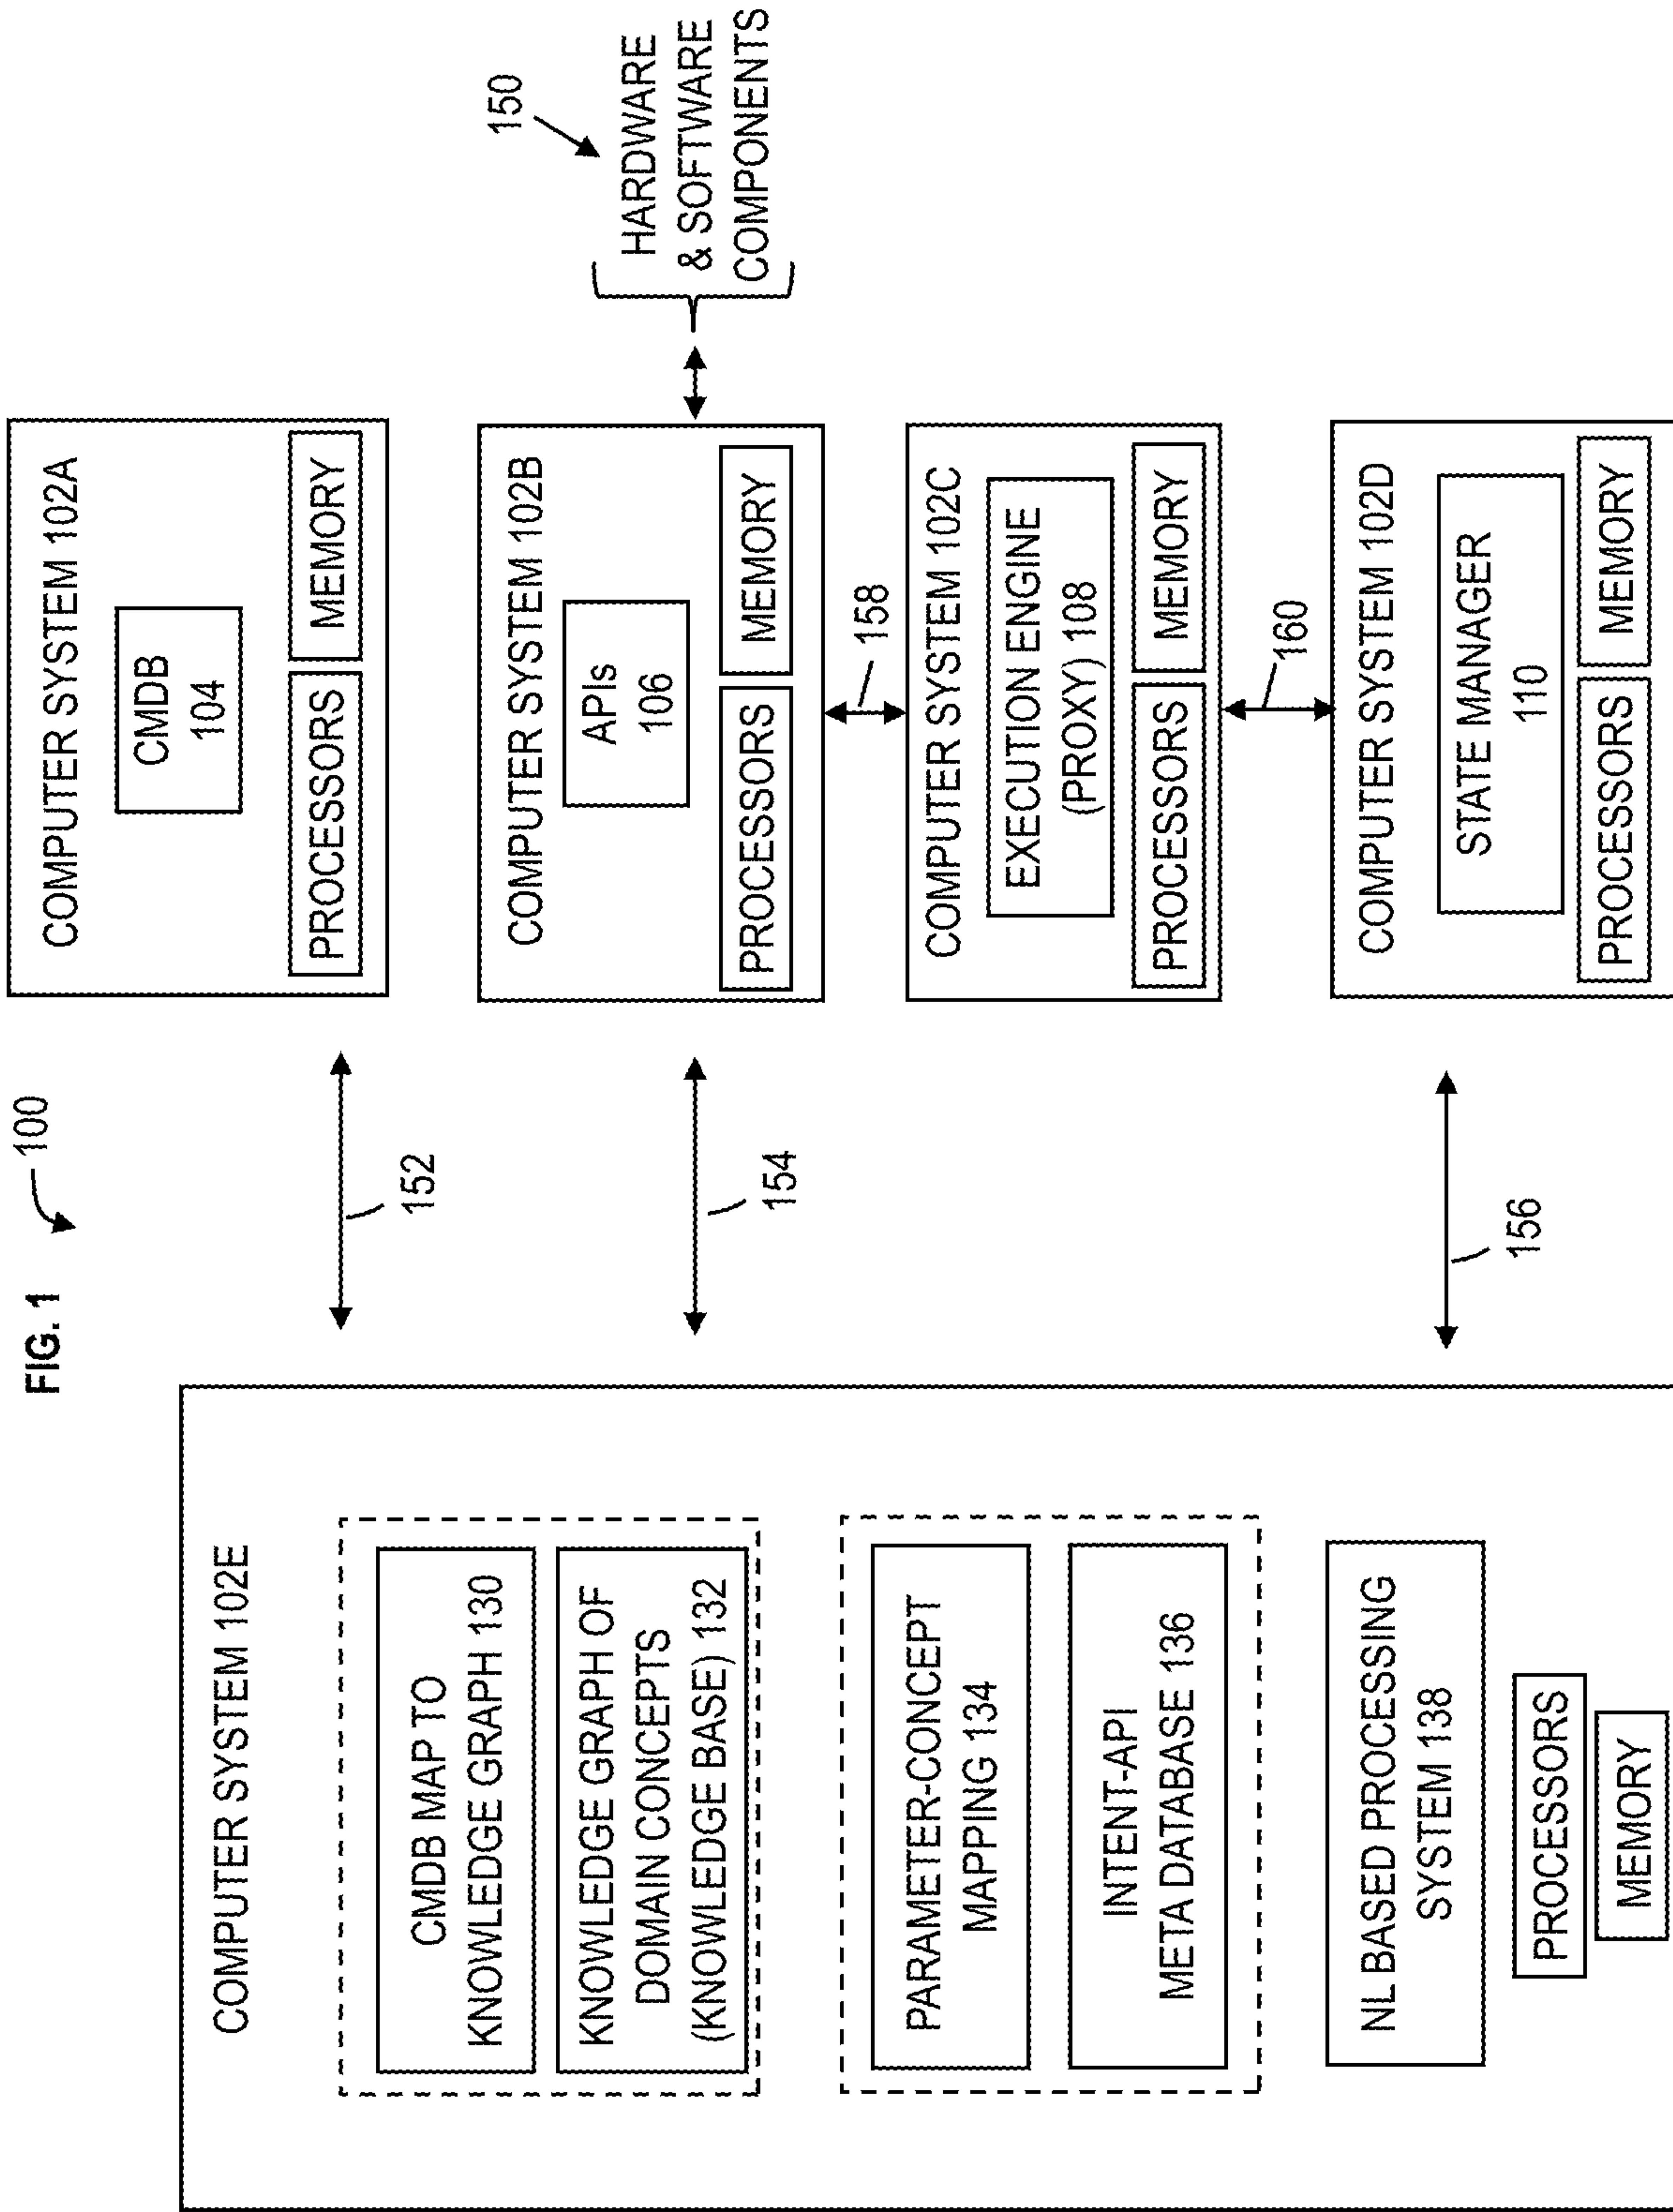 FIG. 1
100
COMPUTER SYSTEM 102E
CMDB MAP TO
KNOWLEDGE GRAPH 130
KNOWLEDGE GRAPH OF
DOMAIN CONCEPTS
(KNOWLEDGE BASE) 132
PARAMETER-CONCEPT
MAPPING 134
INTENT-API
META DATABASE 136
NL BASED PROCESSING
SYSTEM 138
PROCESSORS
MEMORY
152
154
156
COMPUTER SYSTEM 102A
CMDB
104
PROCESSORS
MEMORY
COMPUTER SYSTEM 102B
APIs
106
PROCESSORS
MEMORY
158
COMPUTER SYSTEM 102C
EXECUTION ENGINE
(PROXY) 108
PROCESSORS
MEMORY
160
COMPUTER SYSTEM 102D
STATE MANAGER
110
PROCESSORS
MEMORY
150
HARDWARE
& SOFTWARE
COMPONENTS